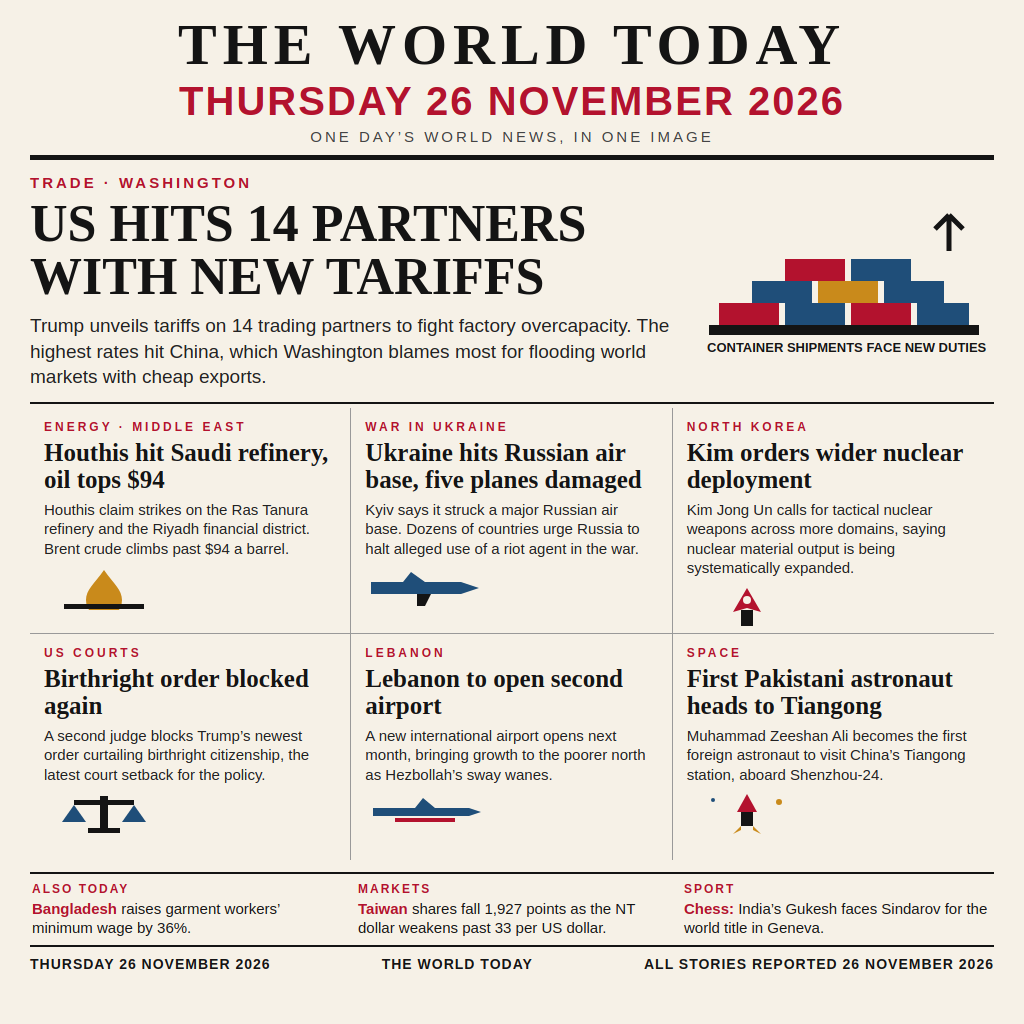 THE WORLD TODAY
THURSDAY 26 NOVEMBER 2026
ONE DAY’S WORLD NEWS, IN ONE IMAGE
TRADE · WASHINGTON
US HITS 14 PARTNERS
WITH NEW TARIFFS
Trump unveils tariffs on 14 trading partners to fight factory overcapacity. The
highest rates hit China, which Washington blames most for flooding world
markets with cheap exports.
CONTAINER SHIPMENTS FACE NEW DUTIES
ENERGY · MIDDLE EAST
Houthis hit Saudi refinery,
oil tops $94
Houthis claim strikes on the Ras Tanura
refinery and the Riyadh financial district.
Brent crude climbs past $94 a barrel.
WAR IN UKRAINE
Ukraine hits Russian air
base, five planes damaged
Kyiv says it struck a major Russian air
base. Dozens of countries urge Russia to
halt alleged use of a riot agent in the war.
NORTH KOREA
Kim orders wider nuclear
deployment
Kim Jong Un calls for tactical nuclear
weapons across more domains, saying
nuclear material output is being
systematically expanded.
US COURTS
Birthright order blocked
again
A second judge blocks Trump’s newest
order curtailing birthright citizenship, the
latest court setback for the policy.
LEBANON
Lebanon to open second
airport
A new international airport opens next
month, bringing growth to the poorer north
as Hezbollah’s sway wanes.
SPACE
First Pakistani astronaut
heads to Tiangong
Muhammad Zeeshan Ali becomes the first
foreign astronaut to visit China’s Tiangong
station, aboard Shenzhou-24.
ALSO TODAY
Bangladesh raises garment workers’
minimum wage by 36%.
MARKETS
Taiwan shares fall 1,927 points as the NT
dollar weakens past 33 per US dollar.
SPORT
Chess: India’s Gukesh faces Sindarov for the
world title in Geneva.
THURSDAY 26 NOVEMBER 2026
THE WORLD TODAY
ALL STORIES REPORTED 26 NOVEMBER 2026